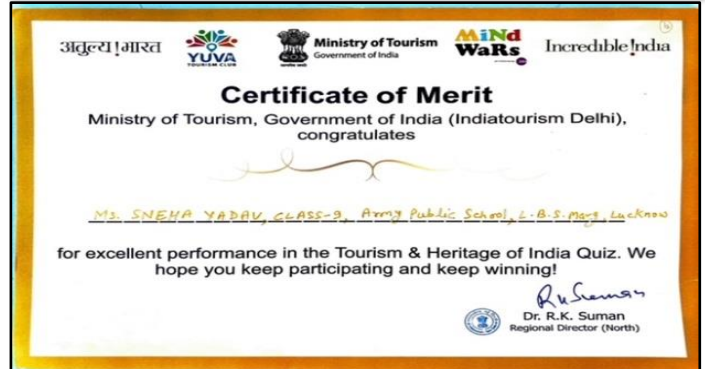 अतुल्य!भारत YUVA TOURISM CLUB Ministry of Tourism Government of India MiNd WaRs Incredible!ndia
Certificate of Merit
Ministry of Tourism, Government of India (Indiatourism Delhi),
congratulates
Ms. SNEHA YADAV, CLASS-9, Army Public School, L.B.S. Marg, Lucknow
for excellent performance in the Tourism & Heritage of India Quiz. We
hope you keep participating and keep winning!
Dr. R.K. Suman
Regional Director (North)